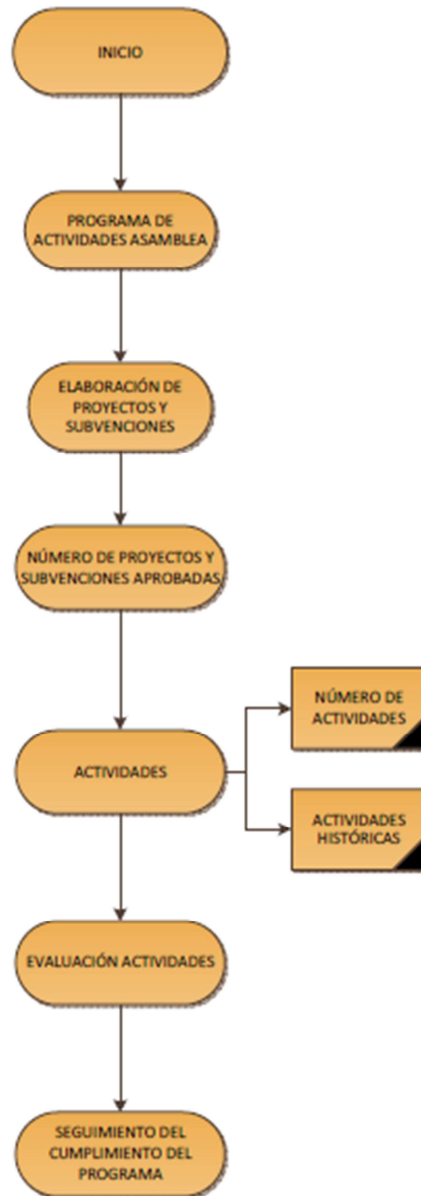 INICIO
PROGRAMA DE
ACTIVIDADES ASAMBLEA
ELABORACIÓN DE
PROYECTOS Y
SUBVENCIONES
NÚMERO DE PROYECTOS Y
SUBVENCIONES APROBADAS
NÚMERO DE
ACTIVIDADES
ACTIVIDADES
ACTIVIDADES
HISTÓRICAS
EVALUACIÓN ACTIVIDADES
SEGUIMIENTO DEL
CUMPLIMIENTO DEL
PROGRAMA